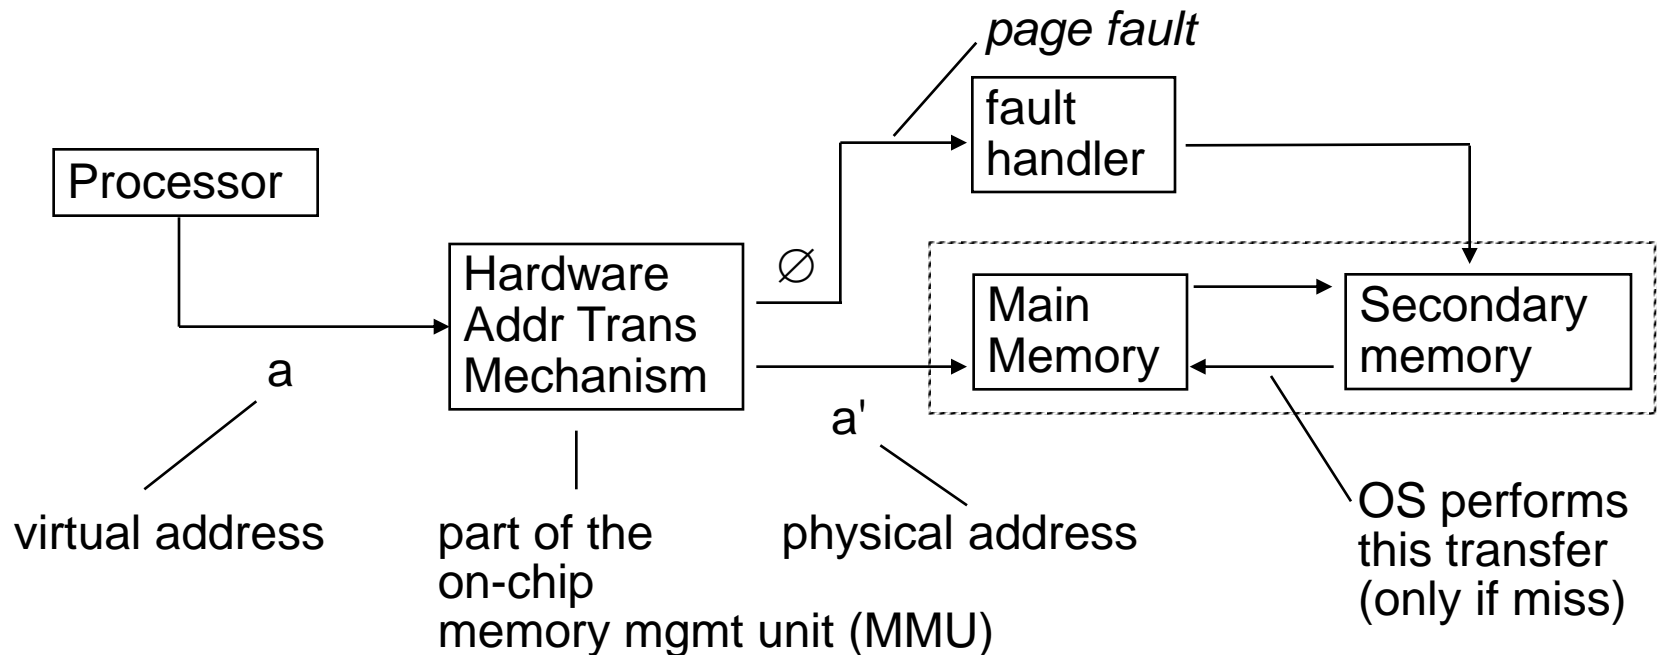 page fault
fault
handler
Processor
Hardware
Addr Trans
Mechanism
∅
Main
Memory
Secondary
memory
a
a'
virtual address
part of the
on-chip
memory mgmt unit (MMU)
physical address
OS performs
this transfer
(only if miss)